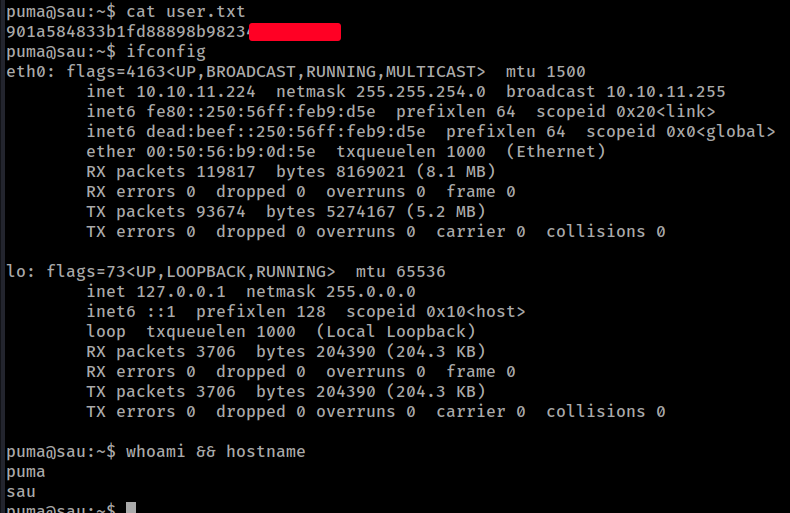 puma@sau:~$ cat user.txt
901a584833b1fd88898b9823
puma@sau:~$ ifconfig
eth0: flags=4163<UP,BROADCAST,RUNNING,MULTICAST>  mtu 1500
        inet 10.10.11.224  netmask 255.255.254.0  broadcast 10.10.11.255
        inet6 fe80::250:56ff:feb9:d5e  prefixlen 64  scopeid 0x20<link>
        inet6 dead:beef::250:56ff:feb9:d5e  prefixlen 64  scopeid 0x0<global>
        ether 00:50:56:b9:0d:5e  txqueuelen 1000  (Ethernet)
        RX packets 119817  bytes 8169021 (8.1 MB)
        RX errors 0  dropped 0  overruns 0  frame 0
        TX packets 93674  bytes 5274167 (5.2 MB)
        TX errors 0  dropped 0 overruns 0  carrier 0  collisions 0

lo: flags=73<UP,LOOPBACK,RUNNING>  mtu 65536
        inet 127.0.0.1  netmask 255.0.0.0
        inet6 ::1  prefixlen 128  scopeid 0x10<host>
        loop  txqueuelen 1000  (Local Loopback)
        RX packets 3706  bytes 204390 (204.3 KB)
        RX errors 0  dropped 0  overruns 0  frame 0
        TX packets 3706  bytes 204390 (204.3 KB)
        TX errors 0  dropped 0 overruns 0  carrier 0  collisions 0

puma@sau:~$ whoami && hostname
puma
sau
puma@sau:~$